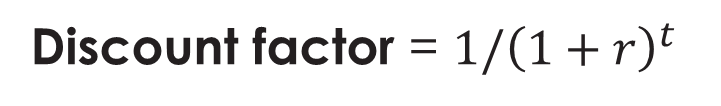 Discount factor = 1/(1 + r)^t